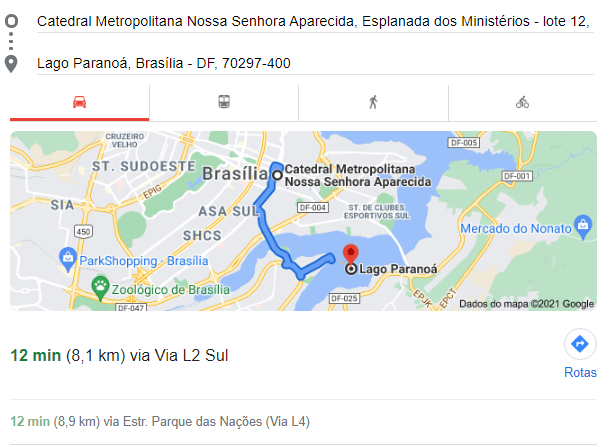 Catedral Metropolitana Nossa Senhora Aparecida, Esplanada dos Ministérios - lote 12,
Lago Paranoá, Brasília - DF, 70297-400
CRUZEIRO
VELHO
ST. SUDOESTE
EPIG
SIA
Brasília
Catedral Metropolitana
Nossa Senhora Aparecida
DF-005
DF-001
DF-004
ASA SUL
ST. DE CLUBES
ESPORTIVOS SUL
SHCS
450
Mercado do Nonato
ParkShopping - Brasília
Lago Paranoá
Zoológico de Brasília
DF-047
DF-025
EPJK
EPCT
Dados do mapa ©2021 Google
12 min (8,1 km) via Via L2 Sul
Rotas
12 min (8,9 km) via Estr. Parque das Nações (Via L4)